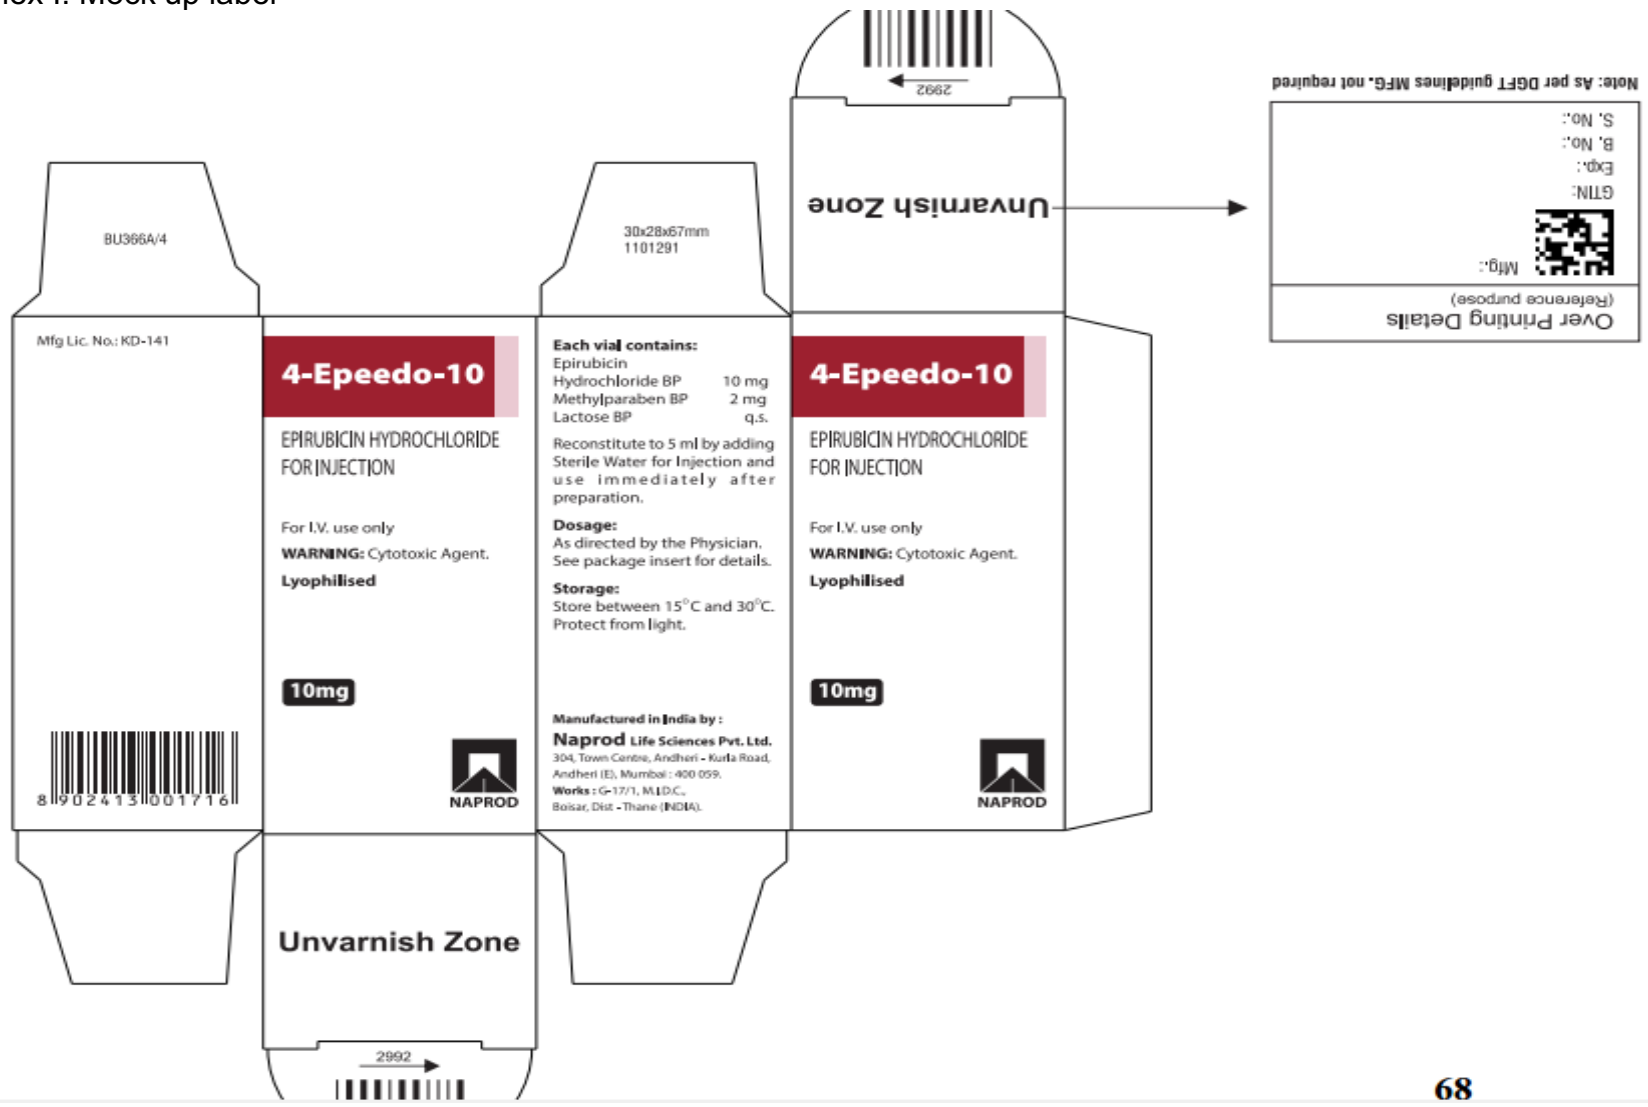 Mock up label
2992
Unvarnish Zone
Note: As per DGFT guidelines MFG. not required
Over Printing Details
(Reference purpose)
Mfg.:
GTIN:
Exp.:
B. No.:
S. No.:
BU366A/4
30x28x67mm
1101291
Mfg Lic. No.: KD-141
8 902413 001716
4-Epeedo-10
EPIRUBICIN HYDROCHLORIDE
FOR INJECTION
For I.V. use only
WARNING: Cytotoxic Agent.
Lyophilised
10mg
NAPROD
Each vial contains:
Epirubicin
Hydrochloride BP 10 mg
Methylparaben BP 2 mg
Lactose BP q.s.
Reconstitute to 5 ml by adding
Sterile Water for Injection and
use immediately after
preparation.
Dosage:
As directed by the Physician.
See package insert for details.
Storage:
Store between 15°C and 30°C.
Protect from light.
Manufactured in India by :
Naprod Life Sciences Pvt. Ltd.
304, Town Centre, Andheri - Kurla Road,
Andheri (E), Mumbai : 400 059.
Works : G-17/1, M.I.D.C.,
Boisar, Dist - Thane (INDIA).
4-Epeedo-10
EPIRUBICIN HYDROCHLORIDE
FOR INJECTION
For I.V. use only
WARNING: Cytotoxic Agent.
Lyophilised
10mg
NAPROD
Unvarnish Zone
2992
68